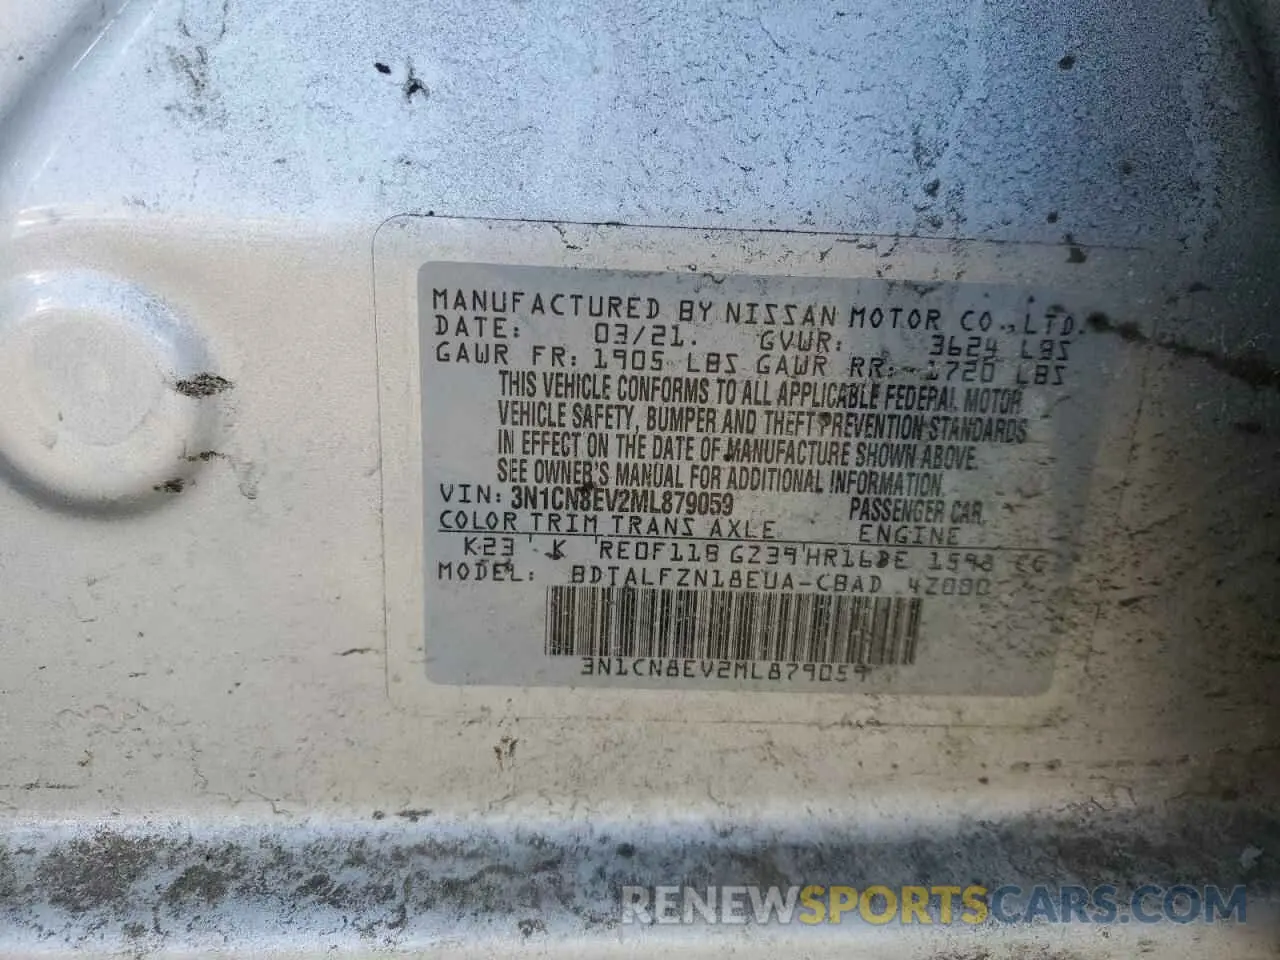 MANUFACTURED BY NISSAN MOTOR CO.,LTD.
DATE: 03/21. GVWR: 3624 LBS
GAWR FR: 1905 LBS GAWR RR: 1720 LBS
THIS VEHICLE CONFORMS TO ALL APPLICABLE FEDERAL MOTOR
VEHICLE SAFETY, BUMPER AND THEFT PREVENTION STANDARDS
IN EFFECT ON THE DATE OF MANUFACTURE SHOWN ABOVE.
SEE OWNER'S MANUAL FOR ADDITIONAL INFORMATION.
VIN: 3N1CN8EV2ML879059 PASSENGER CAR.
COLOR TRIM TRANS AXLE ENGINE
K23 K RE0F11B GZ39 HR16DE 1598 CC
MODEL: BDTALFZN18EUA-CBAD
3N1CN8EV2ML879059
RENEWSPORTSCARS.COM